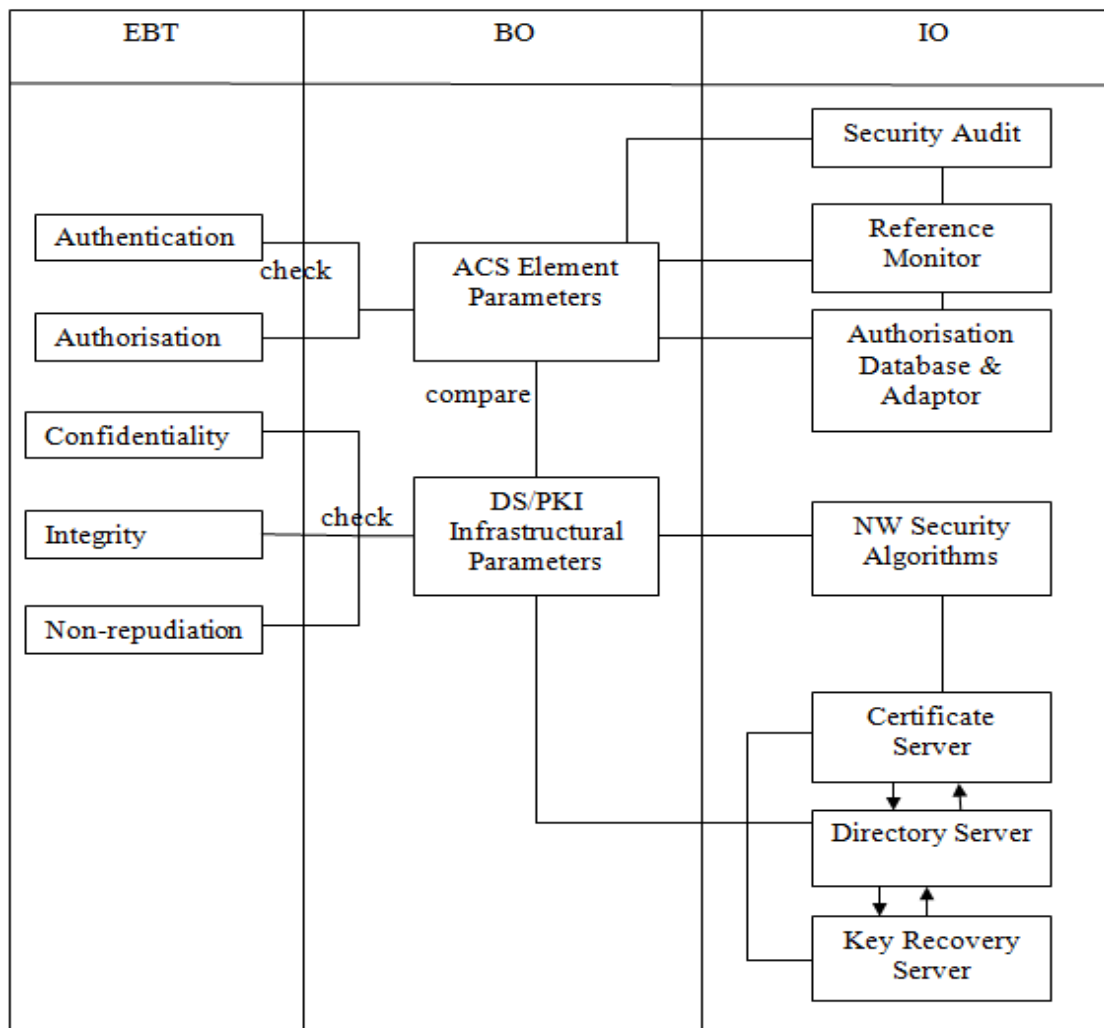 EBT
BO
IO
Security Audit
Authentication
check
Authorisation
ACS Element
Parameters
Reference
Monitor
Authorisation
Database &
Adaptor
compare
Confidentiality
Integrity
Non-repudiation
check
DS/PKI
Infrastructural
Parameters
NW Security
Algorithms
Certificate
Server
Directory Server
Key Recovery
Server